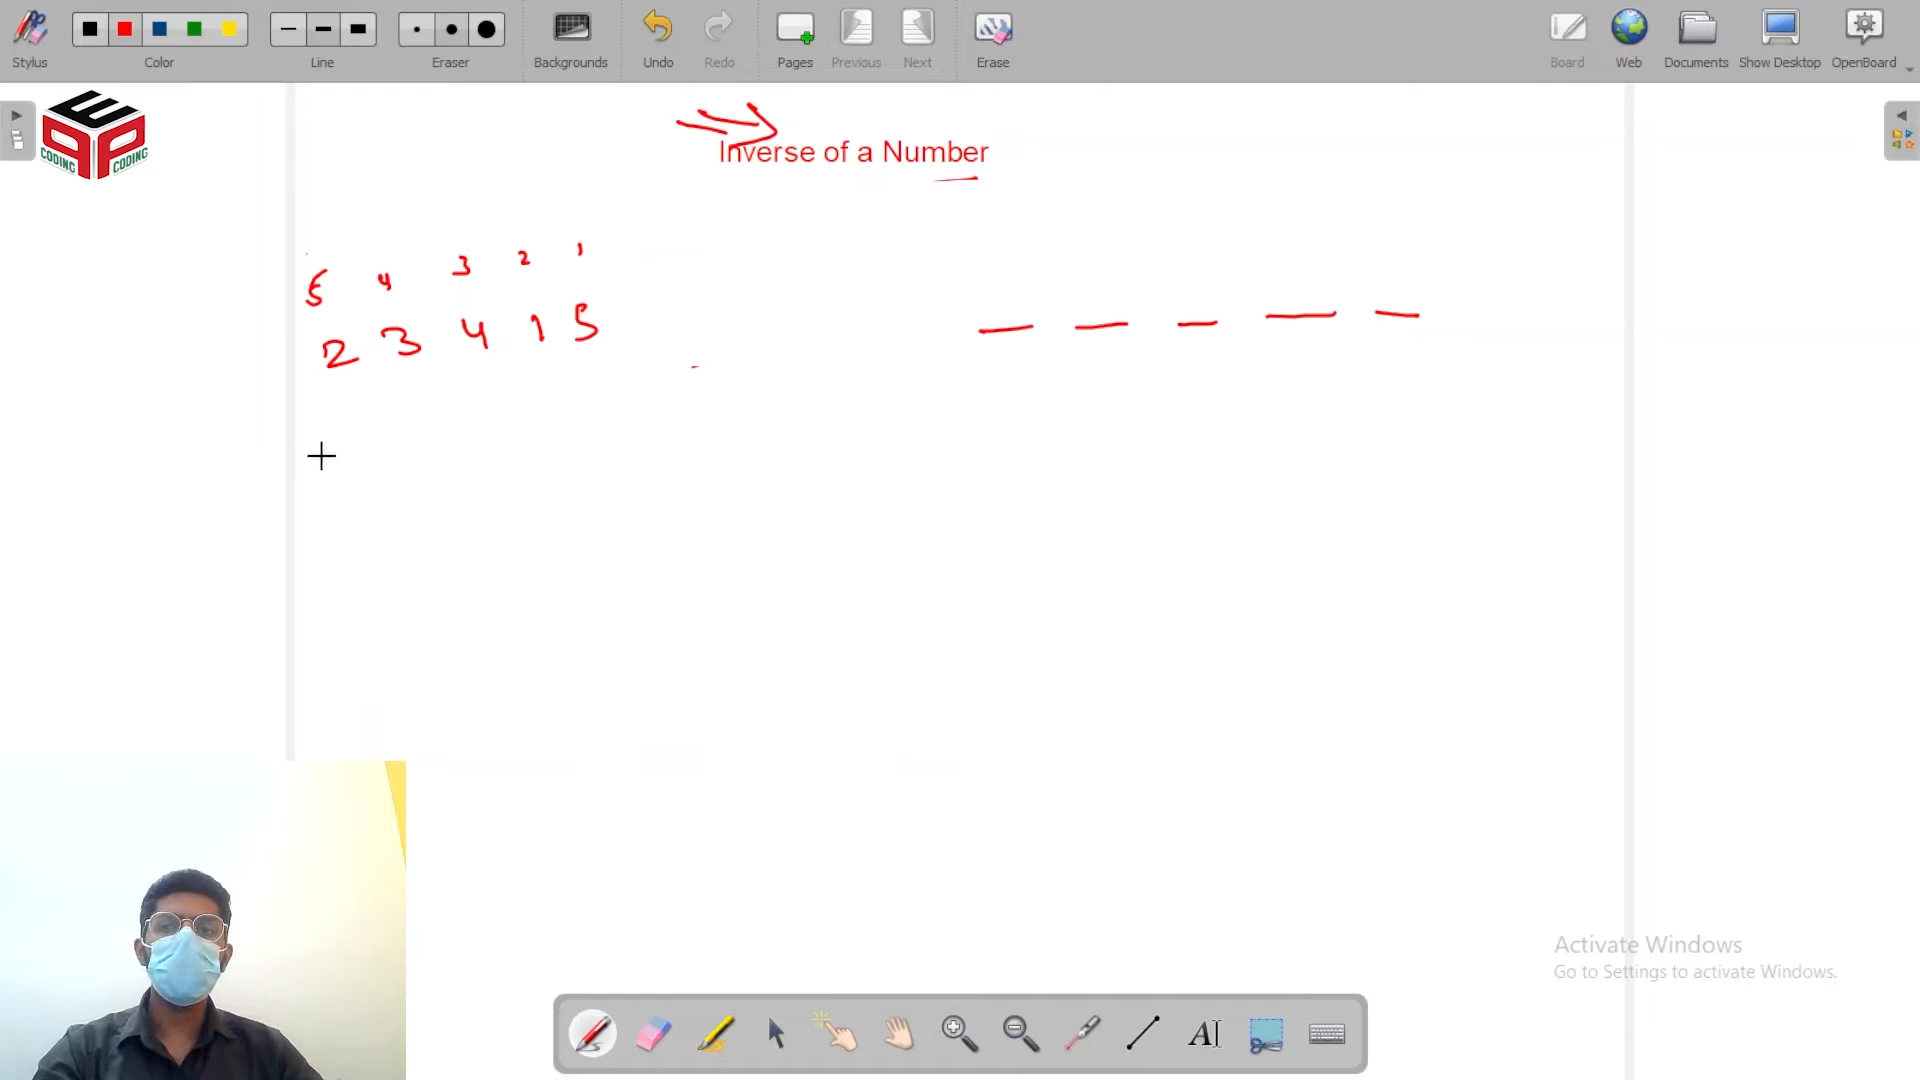 Stylus Color Line Eraser Backgrounds Undo Redo Pages Previous Next Erase Board Web Documents Show Desktop OpenBoard
PEP
CODING CODING
Inverse of a Number
5 4 3 2 1
2 3 4 1 5
Activate Windows
Go to Settings to activate Windows.